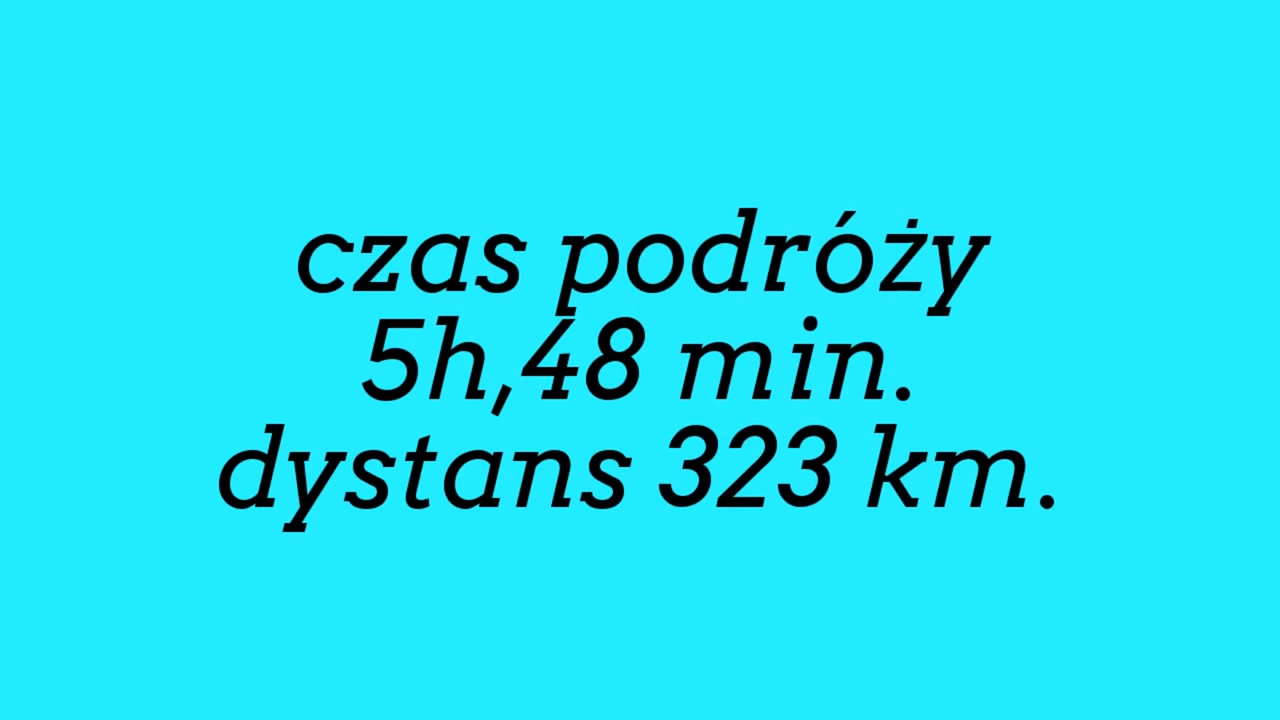 czas podróży
5h,48 min.
dystans 323 km.